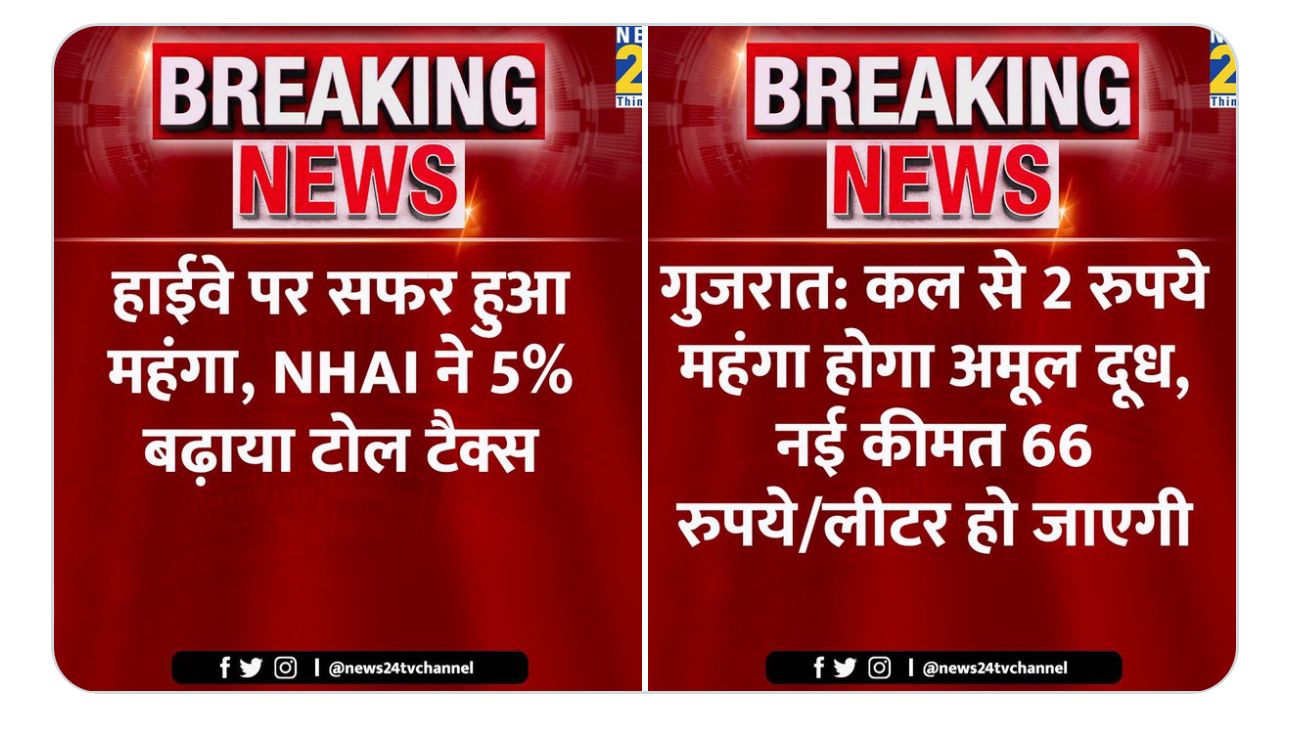 BREAKING
NEWS
हाईवे पर सफर हुआ
महंगा, NHAI ने 5%
बढ़ाया टोल टैक्स
@news24tvchannel
BREAKING
NEWS
गुजरात: कल से 2 रुपये
महंगा होगा अमूल दूध,
नई कीमत 66
रुपये/लीटर हो जाएगी
@news24tvchannel